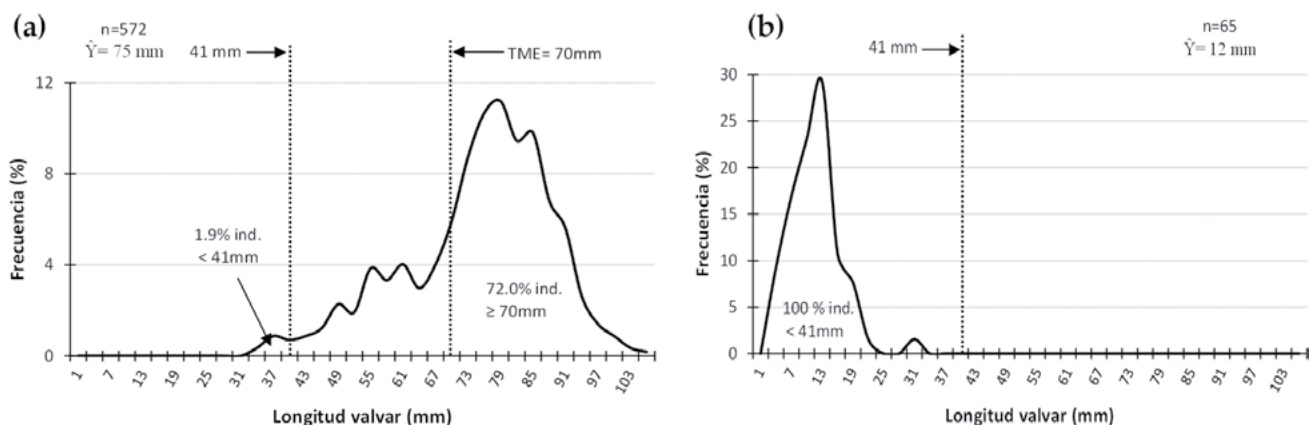 (a)
n=572
Ŷ= 75 mm
41 mm
TME= 70mm
12
8
4
0
Frecuencia (%)
1.9% ind.
< 41mm
72.0% ind.
≥ 70mm
1 7 13 19 25 31 37 43 49 55 61 67 73 79 85 91 97 103
Longitud valvar (mm)
(b)
n=65
Ŷ= 12 mm
41 mm
30
25
20
15
10
5
0
Frecuencia (%)
100 % ind.
< 41mm
1 7 13 19 25 31 37 43 49 55 61 67 73 79 85 91 97 103
Longitud valvar (mm)